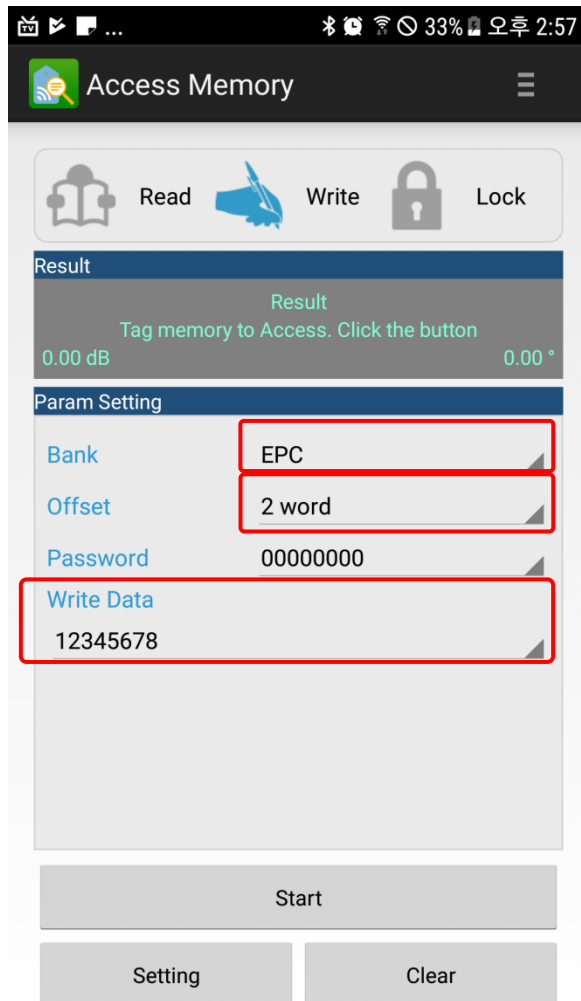 ... 33% 오후 2:57
Access Memory
Read Write Lock
Result
Result
Tag memory to Access. Click the button
0.00 dB 0.00 °
Param Setting
Bank EPC
Offset 2 word
Password 00000000
Write Data
12345678
Start
Setting Clear